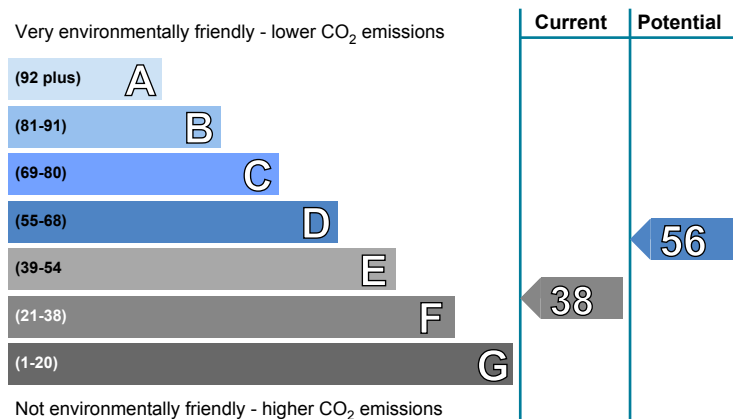 Current Potential
Very environmentally friendly - lower CO₂ emissions
(92 plus) A
(81-91) B
(69-80) C
(55-68) D
56
(39-54 E
38
(21-38) F
(1-20) G
Not environmentally friendly - higher CO₂ emissions